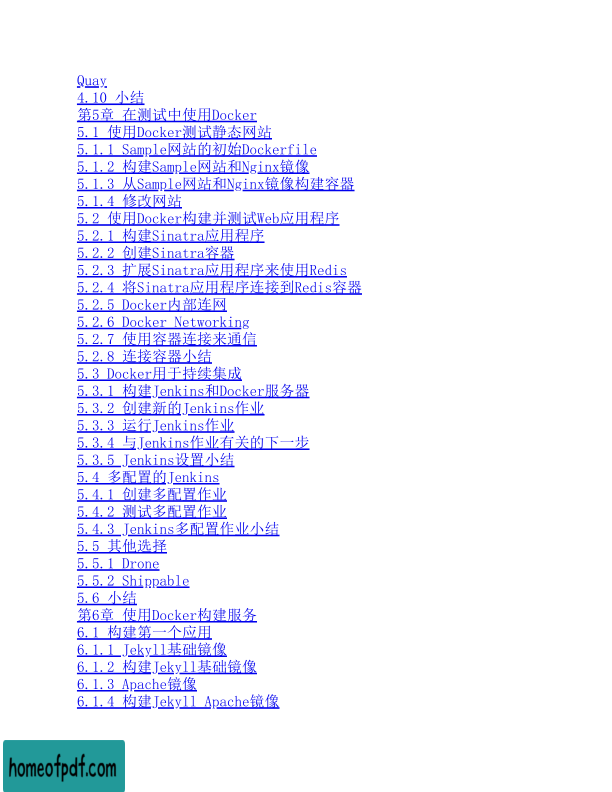 Quay
4.10 小结
第5章 在测试中使用Docker
5.1 使用Docker测试静态网站
5.1.1 Sample网站的初始Dockerfile
5.1.2 构建Sample网站和Nginx镜像
5.1.3 从Sample网站和Nginx镜像构建容器
5.1.4 修改网站
5.2 使用Docker构建并测试Web应用程序
5.2.1 构建Sinatra应用程序
5.2.2 创建Sinatra容器
5.2.3 扩展Sinatra应用程序来使用Redis
5.2.4 将Sinatra应用程序连接到Redis容器
5.2.5 Docker内部连网
5.2.6 Docker Networking
5.2.7 使用容器连接来通信
5.2.8 连接容器小结
5.3 Docker用于持续集成
5.3.1 构建Jenkins和Docker服务器
5.3.2 创建新的Jenkins作业
5.3.3 运行Jenkins作业
5.3.4 与Jenkins作业有关的下一步
5.3.5 Jenkins设置小结
5.4 多配置的Jenkins
5.4.1 创建多配置作业
5.4.2 测试多配置作业
5.4.3 Jenkins多配置作业小结
5.5 其他选择
5.5.1 Drone
5.5.2 Shippable
5.6 小结
第6章 使用Docker构建服务
6.1 构建第一个应用
6.1.1 Jekyll基础镜像
6.1.2 构建Jekyll基础镜像
6.1.3 Apache镜像
6.1.4 构建Jekyll Apache镜像
homeofpdf.com